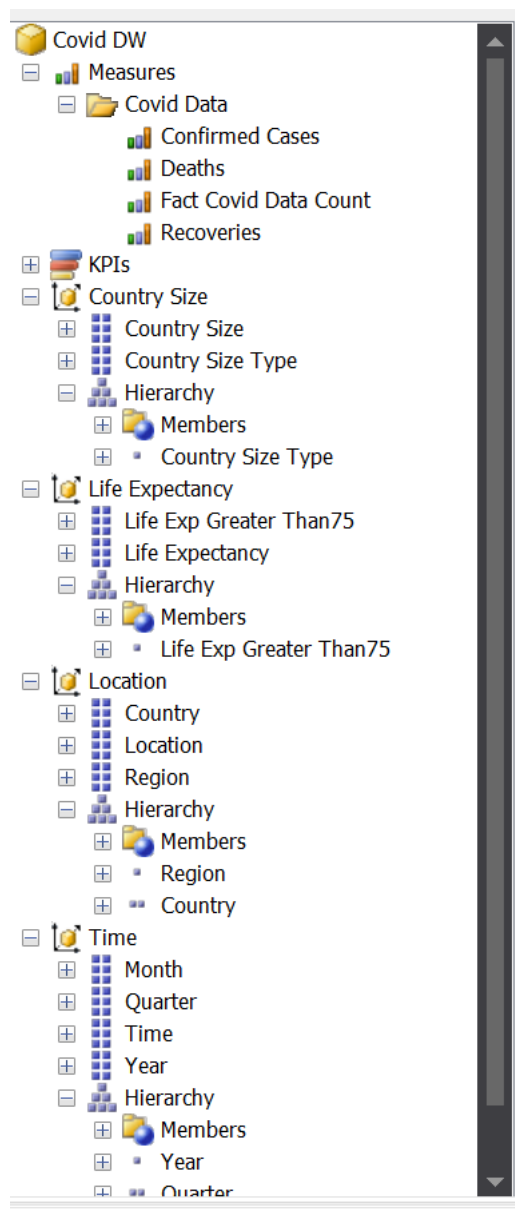 Covid DW
Measures
Covid Data
Confirmed Cases
Deaths
Fact Covid Data Count
Recoveries
KPIs
Country Size
Country Size
Country Size Type
Hierarchy
Members
Country Size Type
Life Expectancy
Life Exp Greater Than75
Life Expectancy
Hierarchy
Members
Life Exp Greater Than75
Location
Country
Location
Region
Hierarchy
Members
Region
Country
Time
Month
Quarter
Time
Year
Hierarchy
Members
Year
Quarter